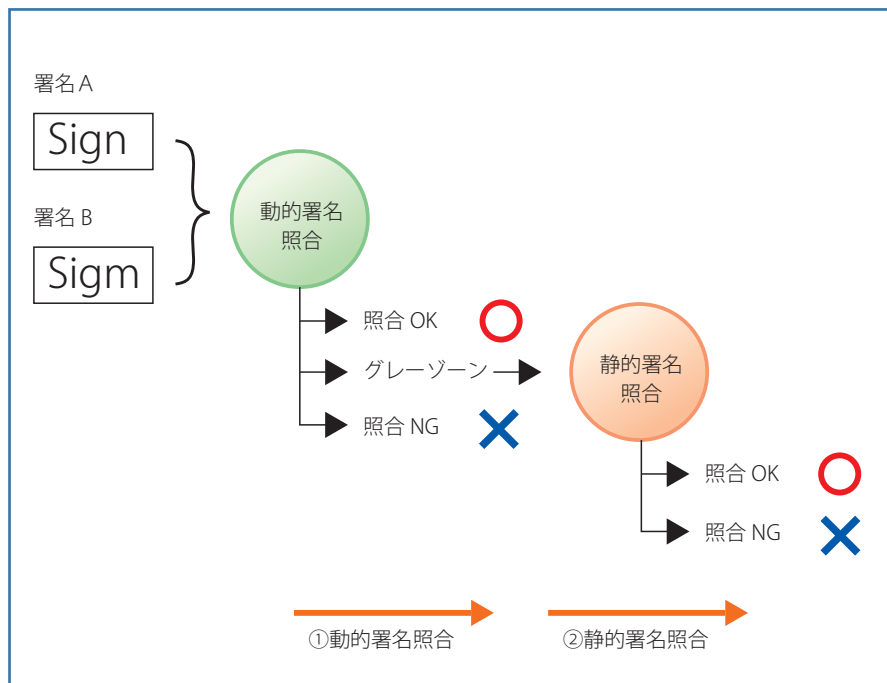 署名 A
Sign
署名 B
Sigm
動的署名
照合
照合 OK
グレーゾーン
照合 NG
静的署名
照合
照合 OK
照合 NG
①動的署名照合
②静的署名照合